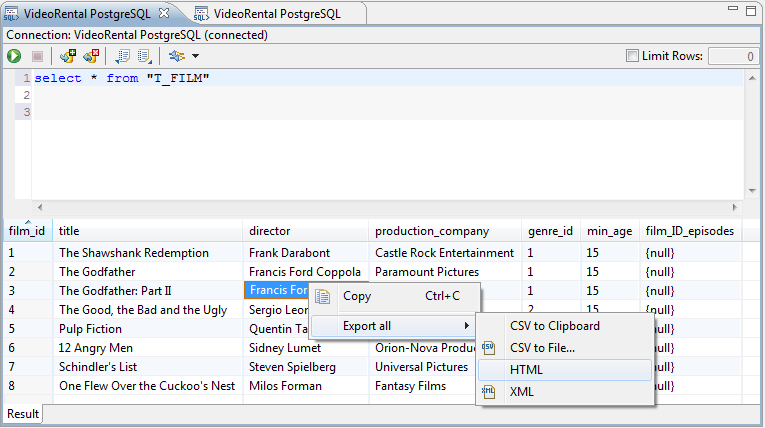 VideoRental PostgreSQL VideoRental PostgreSQL
Connection: VideoRental PostgreSQL (connected)
Limit Rows: 0
1 select * from "T_FILM"
2
3
film_id title director production_company genre_id min_age film_ID_episodes
1 The Shawshank Redemption Frank Darabont Castle Rock Entertainment 1 15 {null}
2 The Godfather Francis Ford Coppola Paramount Pictures 1 15 {null}
3 The Godfather: Part II Francis For 1 15 {null}
Copy Ctrl+C
4 The Good, the Bad and the Ugly Sergio Leon 2 15 {null}
Export all
5 Pulp Fiction Quentin Ta
CSV to Clipboard
6 12 Angry Men Sidney Lumet Orion-Nova Produc {null}
CSV CSV to File...
7 Schindler's List Steven Spielberg Universal Pictures {null}
HTML
8 One Flew Over the Cuckoo's Nest Milos Forman Fantasy Films {null}
XML XML
Result